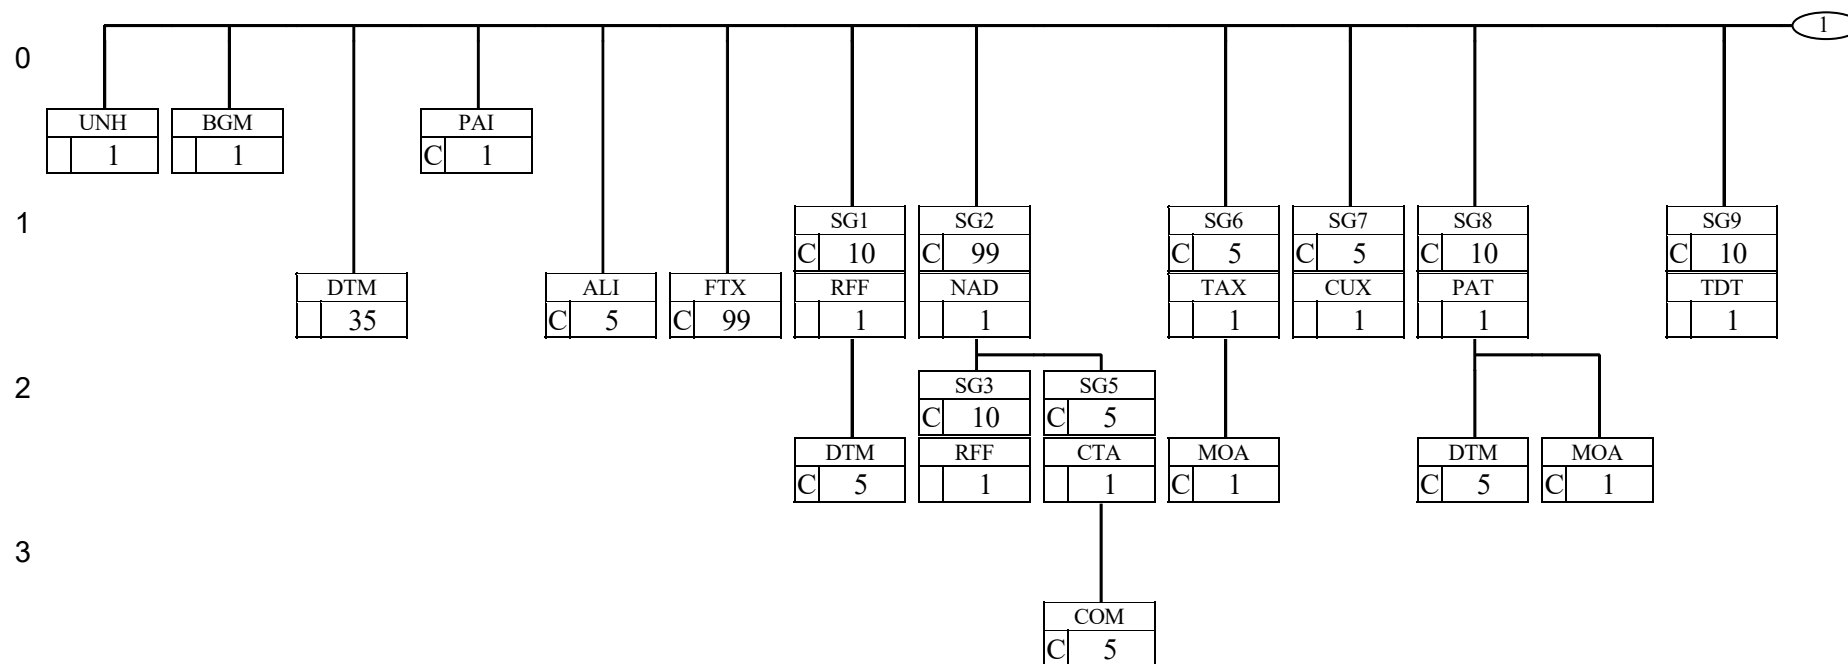 1
0
UNH BGM PAI
1 1 C 1
1
SG1 SG2 SG6 SG7 SG8 SG9
C 10 C 99 C 5 C 5 C 10 C 10
DTM ALI FTX RFF NAD TAX CUX PAT TDT
35 C 5 C 99 1 1 1 1 1 1
2
SG3 SG5
C 10 C 5
DTM RFF CTA MOA DTM MOA
C 5 1 1 C 1 C 5 C 1
3
COM
C 5